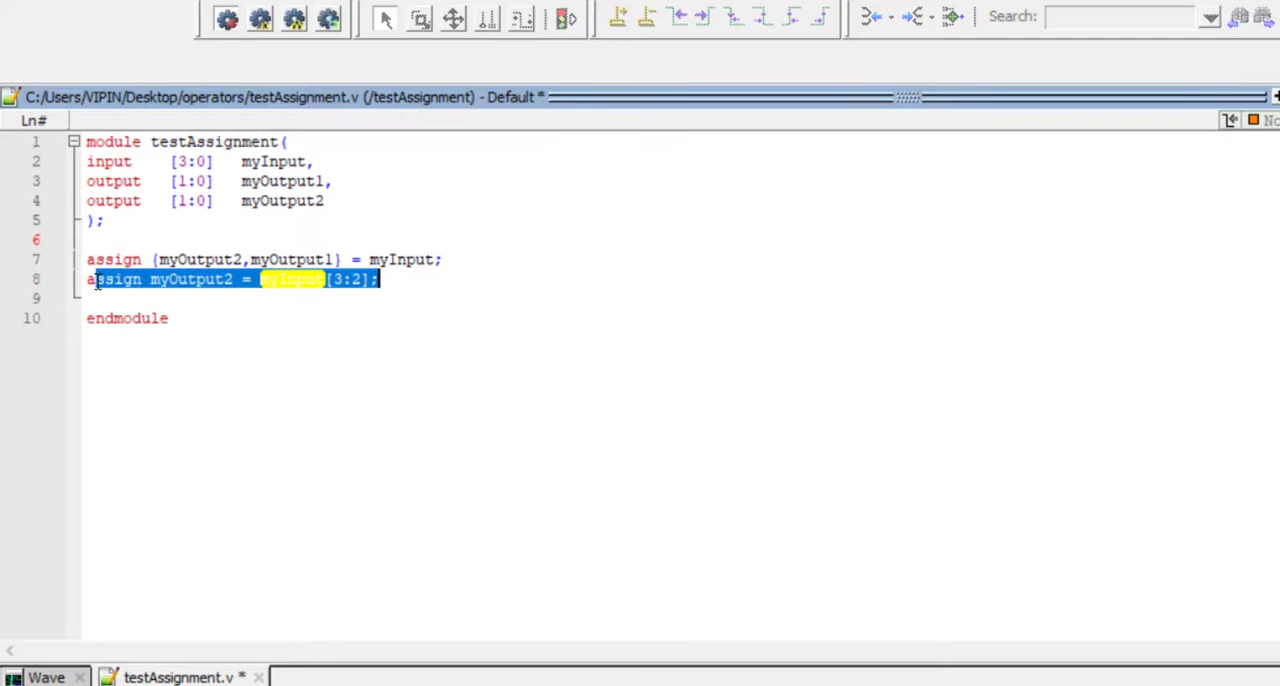 Search:
C:/Users/VIPIN/Desktop/operators/testAssignment.v (/testAssignment) - Default *
Ln#
No
1 module testAssignment(
2 input [3:0] myInput,
3 output [1:0] myOutput1,
4 output [1:0] myOutput2
5 );
6
7 assign {myOutput2,myOutput1} = myInput;
8 assign myOutput2 = myInput[3:2];
9
10 endmodule
Wave testAssignment.v *